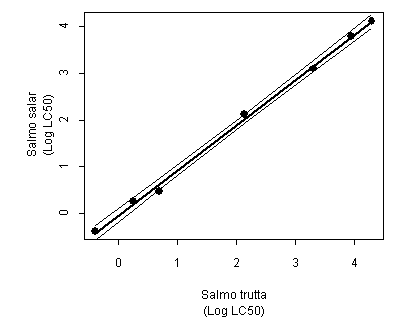 Salmo salar
(Log LC50)
4
3
2
1
0
0 1 2 3 4
Salmo trutta
(Log LC50)